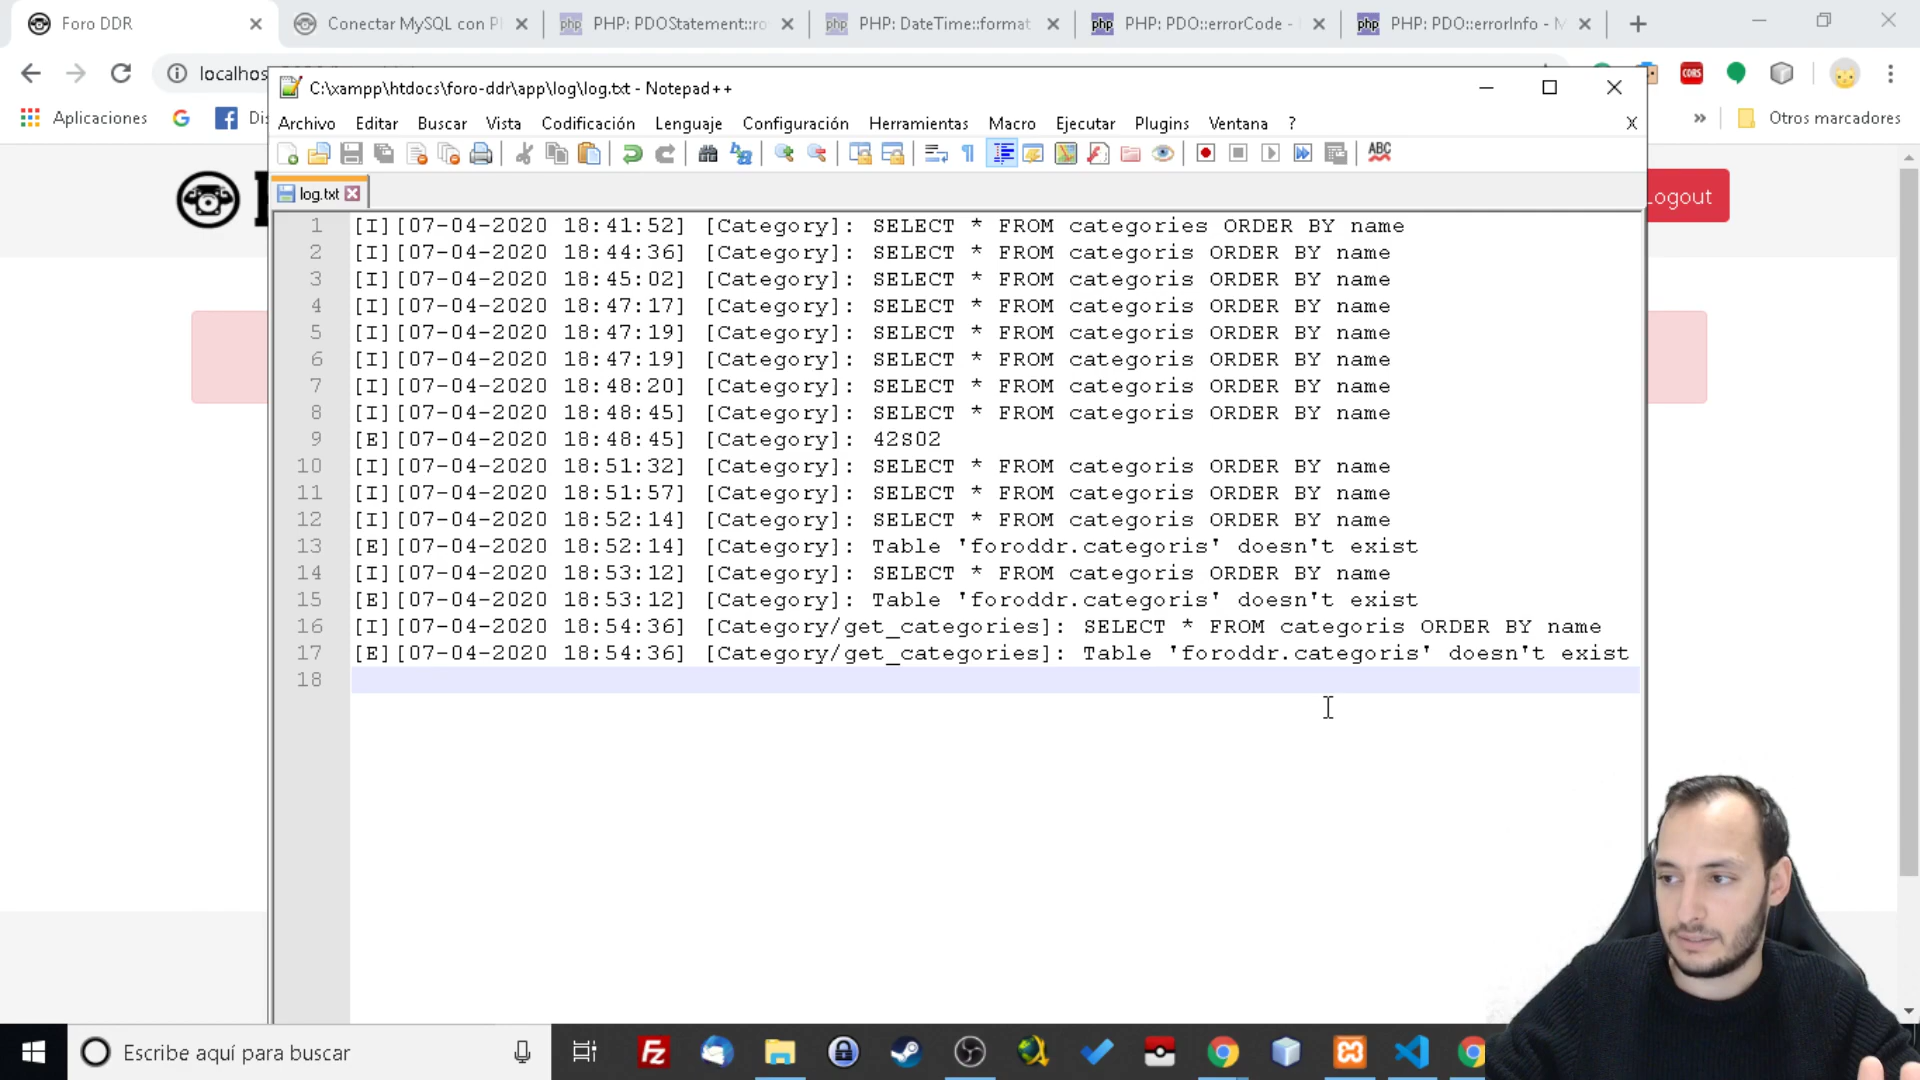 Foro DDR
Conectar MySQL con P
PHP: PDOStatement::ro
PHP: DateTime::format
PHP: PDO::errorCode -
PHP: PDO::errorInfo - M
localhos
CORS
Aplicaciones
Dis
Otros marcadores
C:\xampp\htdocs\foro-ddr\app\log\log.txt - Notepad++
Archivo Editar Buscar Vista Codificación Lenguaje Configuración Herramientas Macro Ejecutar Plugins Ventana ? X
ABC
log.txt
Logout
1 [I][07-04-2020 18:41:52] [Category]: SELECT * FROM categories ORDER BY name
2 [I][07-04-2020 18:44:36] [Category]: SELECT * FROM categoris ORDER BY name
3 [I][07-04-2020 18:45:02] [Category]: SELECT * FROM categoris ORDER BY name
4 [I][07-04-2020 18:47:17] [Category]: SELECT * FROM categoris ORDER BY name
5 [I][07-04-2020 18:47:19] [Category]: SELECT * FROM categoris ORDER BY name
6 [I][07-04-2020 18:47:19] [Category]: SELECT * FROM categoris ORDER BY name
7 [I][07-04-2020 18:48:20] [Category]: SELECT * FROM categoris ORDER BY name
8 [I][07-04-2020 18:48:45] [Category]: SELECT * FROM categoris ORDER BY name
9 [E][07-04-2020 18:48:45] [Category]: 42S02
10 [I][07-04-2020 18:51:32] [Category]: SELECT * FROM categoris ORDER BY name
11 [I][07-04-2020 18:51:57] [Category]: SELECT * FROM categoris ORDER BY name
12 [I][07-04-2020 18:52:14] [Category]: SELECT * FROM categoris ORDER BY name
13 [E][07-04-2020 18:52:14] [Category]: Table 'foroddr.categoris' doesn't exist
14 [I][07-04-2020 18:53:12] [Category]: SELECT * FROM categoris ORDER BY name
15 [E][07-04-2020 18:53:12] [Category]: Table 'foroddr.categoris' doesn't exist
16 [I][07-04-2020 18:54:36] [Category/get_categories]: SELECT * FROM categoris ORDER BY name
17 [E][07-04-2020 18:54:36] [Category/get_categories]: Table 'foroddr.categoris' doesn't exist
18
Escribe aquí para buscar